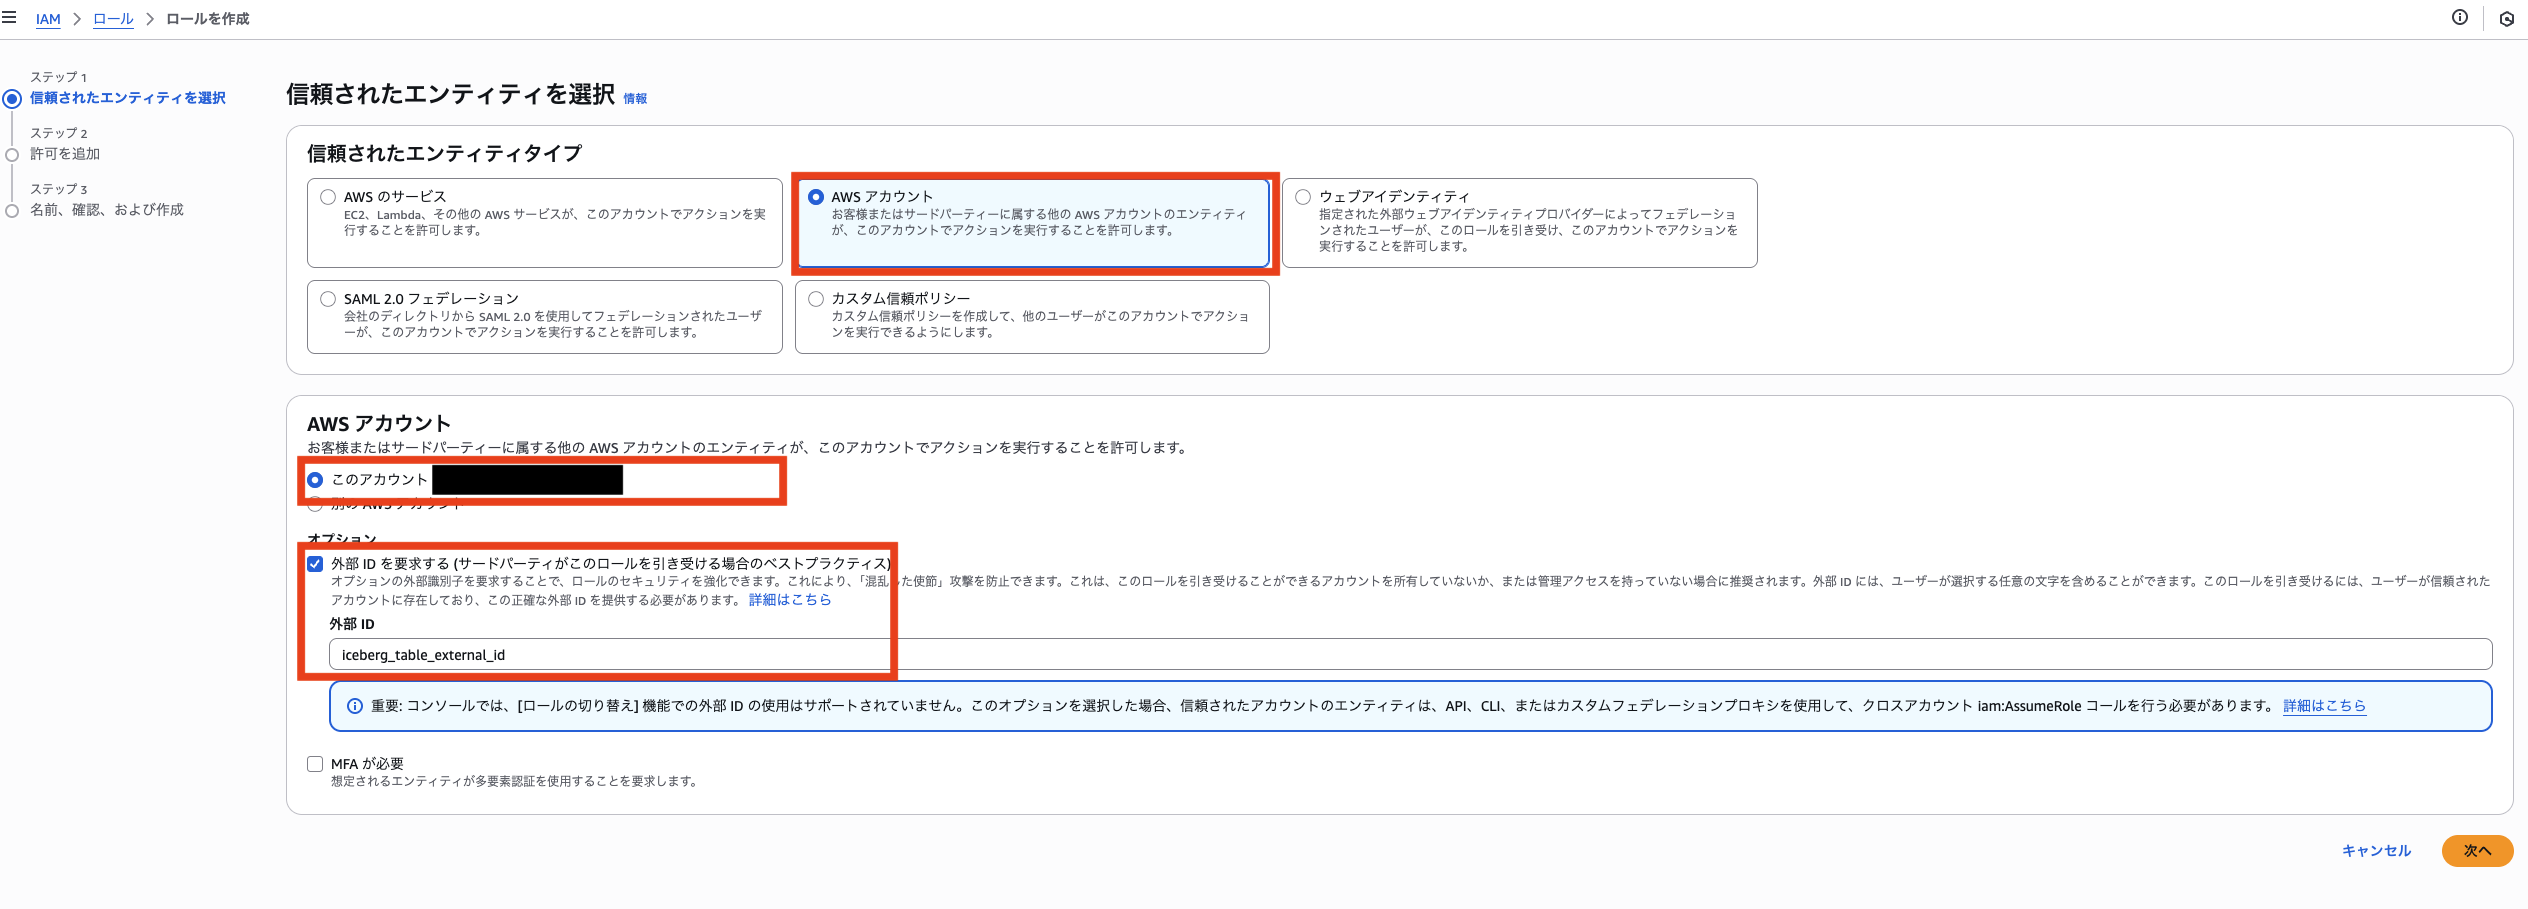 IAM > ロール > ロールを作成
ステップ 1
信頼されたエンティティを選択
ステップ 2
許可を追加
ステップ 3
名前、確認、および作成
信頼されたエンティティを選択 情報
信頼されたエンティティタイプ
AWS のサービス
EC2、Lambda、その他の AWS サービスが、このアカウントでアクションを実
行することを許可します。
AWS アカウント
お客様またはサードパーティーに属する他の AWS アカウントのエンティティ
が、このアカウントでアクションを実行することを許可します。
ウェブアイデンティティ
指定された外部ウェブアイデンティティプロバイダーによってフェデレーショ
ンされたユーザーが、このロールを引き受け、このアカウントでアクションを
実行することを許可します。
SAML 2.0 フェデレーション
会社のディレクトリから SAML 2.0 を使用してフェデレーションされたユーザ
ーが、このアカウントでアクションを実行することを許可します。
カスタム信頼ポリシー
カスタム信頼ポリシーを作成して、他のユーザーがこのアカウントでアクショ
ンを実行できるようにします。
AWS アカウント
お客様またはサードパーティーに属する他の AWS アカウントのエンティティが、このアカウントでアクションを実行することを許可します。
このアカウント
別の AWS アカウント
オプション
外部 ID を要求する (サードパーティがこのロールを引き受ける場合のベストプラクティス)
オプションの外部識別子を要求することで、ロールのセキュリティを強化できます。これにより、「混乱した使節」攻撃を防止できます。これは、このロールを引き受けることができるアカウントを所有していないか、または管理アクセスを持っていない場合に推奨されます。外部 ID には、ユーザーが選択する任意の文字を含めることができます。このロールを引き受けるには、ユーザーが信頼された
アカウントに存在しており、この正確な外部 ID を提供する必要があります。 詳細はこちら
外部 ID
iceberg_table_external_id
重要: コンソールでは、[ロールの切り替え] 機能での外部 ID の使用はサポートされていません。このオプションを選択した場合、信頼されたアカウントのエンティティは、API、CLI、またはカスタムフェデレーションプロキシを使用して、クロスアカウント iam:AssumeRole コールを行う必要があります。 詳細はこちら
MFA が必要
想定されるエンティティが多要素認証を使用することを要求します。
キャンセル
次へ